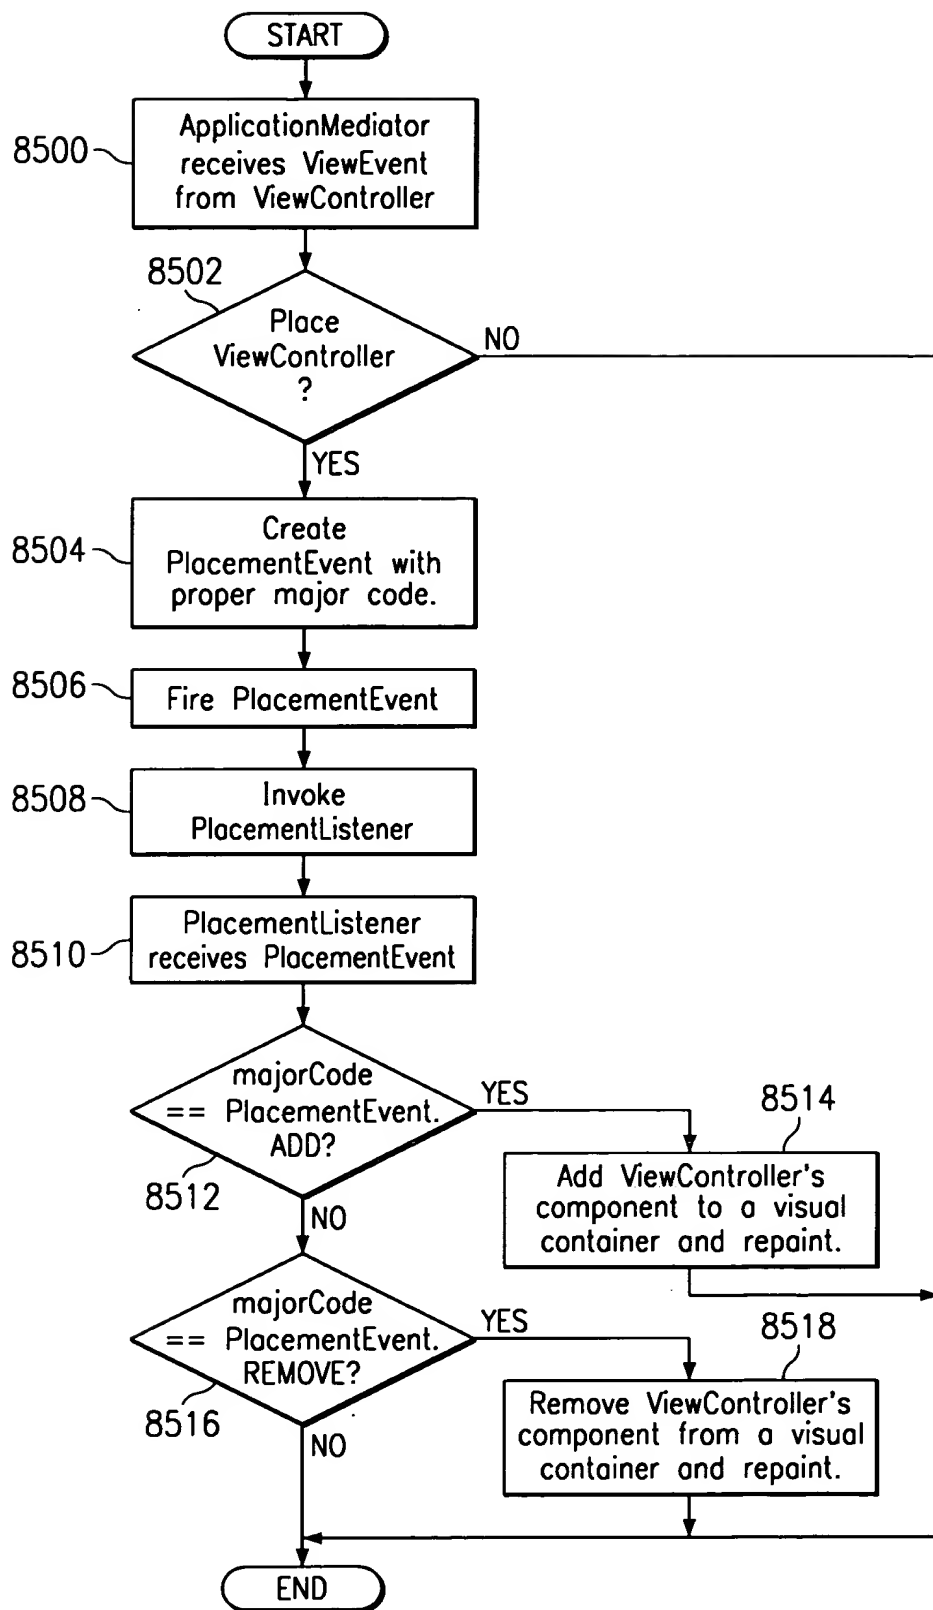 START
8500
ApplicationMediator
receives ViewEvent
from ViewController
8502
Place
ViewController
?
NO
YES
8504
Create
PlacementEvent with
proper major code.
8506
Fire PlacementEvent
8508
Invoke
PlacementListener
8510
PlacementListener
receives PlacementEvent
majorCode
== PlacementEvent.
ADD?
YES
8512
NO
8514
Add ViewController's
component to a visual
container and repaint.
majorCode
== PlacementEvent.
REMOVE?
YES
8516
NO
8518
Remove ViewController's
component from a visual
container and repaint.
END